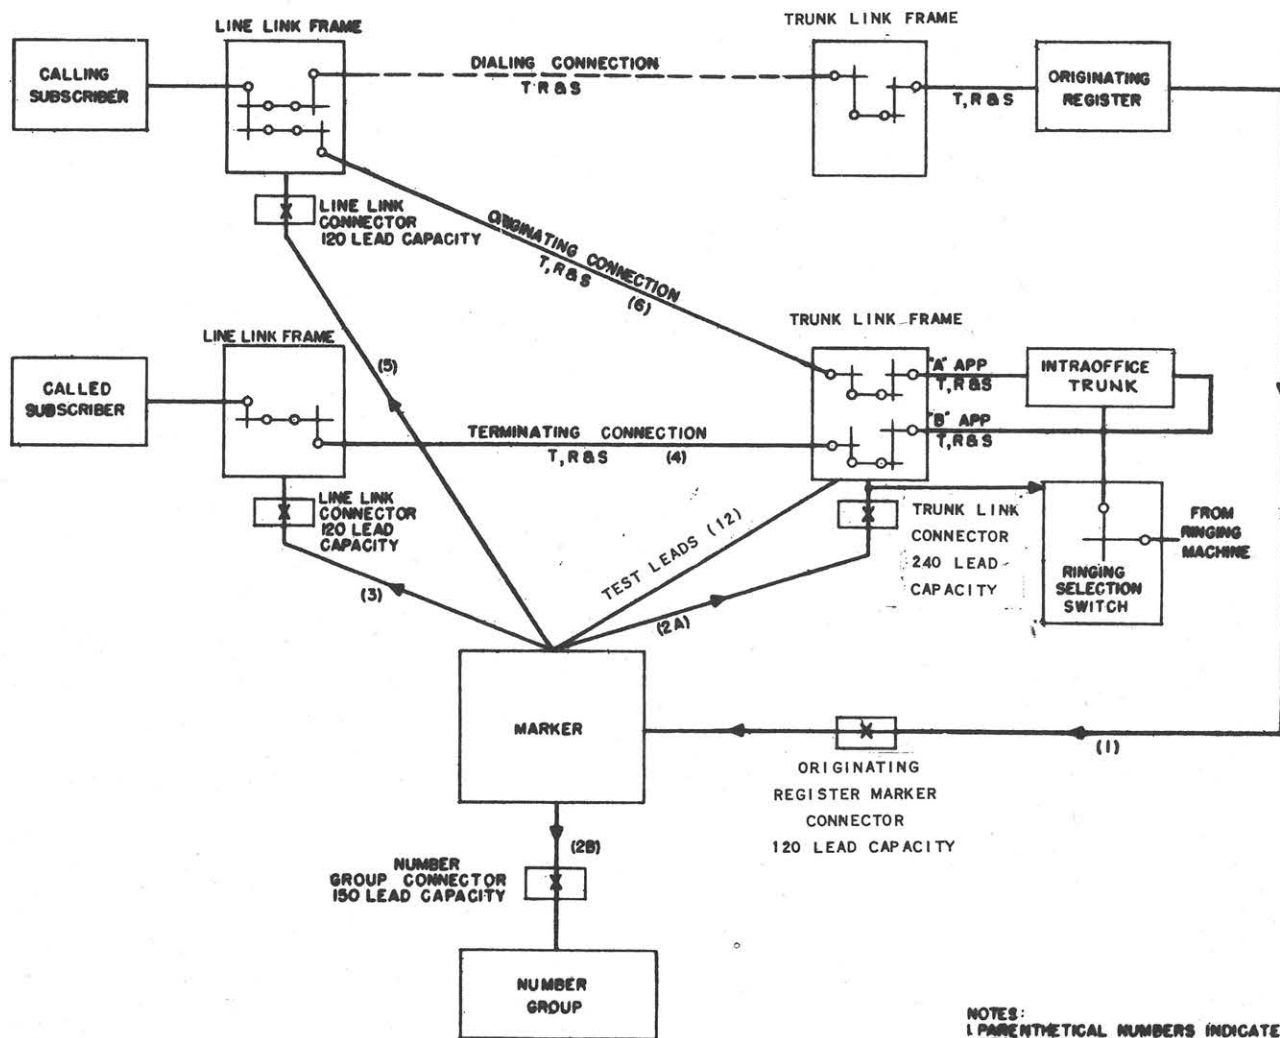 LINE LINK FRAME
TRUNK LINK FRAME
CALLING
SUBSCRIBER
DIALING CONNECTION
T R & S
T, R & S
ORIGINATING
REGISTER
LINE LINK
CONNECTOR
120 LEAD CAPACITY
ORIGINATING CONNECTION
T, R & S (6)
LINE LINK FRAME
TRUNK LINK FRAME
CALLED
SUBSCRIBER
(5)
"A" APP
T, R & S
INTRAOFFICE
TRUNK
"B" APP
T, R & S
TERMINATING CONNECTION
T, R & S (4)
LINE LINK
CONNECTOR
120 LEAD
CAPACITY
TEST LEADS (12)
TRUNK LINK
CONNECTOR
240 LEAD
CAPACITY
FROM
RINGING
MACHINE
RINGING
SELECTION
SWITCH
(3)
(2A)
MARKER
(1)
ORIGINATING
REGISTER MARKER
CONNECTOR
120 LEAD CAPACITY
(2B)
NUMBER
GROUP CONNECTOR
150 LEAD CAPACITY
NUMBER
GROUP
NOTES:
1. PARENTHETICAL NUMBERS INDICATE